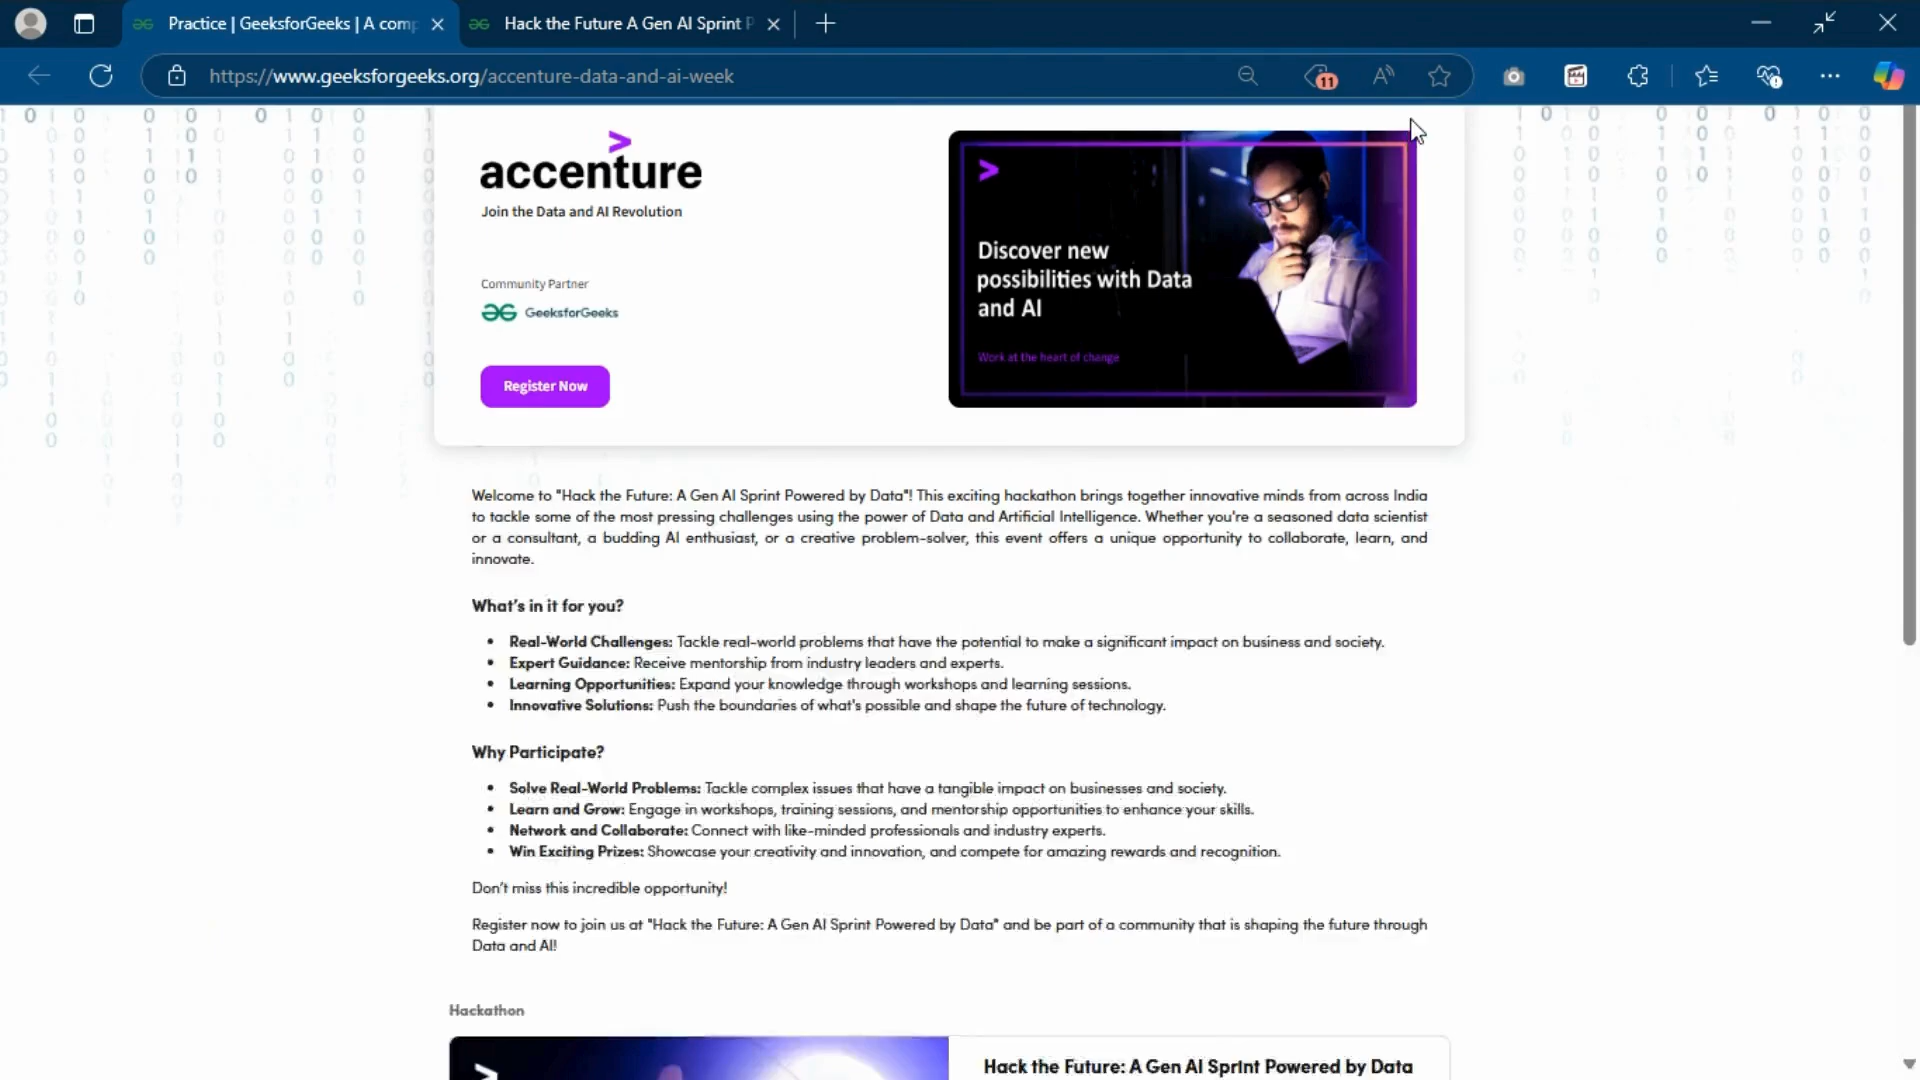 Practice | GeeksforGeeks | A comp
Hack the Future A Gen AI Sprint P
https://www.geeksforgeeks.org/accenture-data-and-ai-week
11
accenture
Join the Data and AI Revolution
Community Partner
GeeksforGeeks
Register Now
Discover new
possibilities with Data
and AI
Work at the heart of change
Welcome to "Hack the Future: A Gen AI Sprint Powered by Data"! This exciting hackathon brings together innovative minds from across India
to tackle some of the most pressing challenges using the power of Data and Artificial Intelligence. Whether you're a seasoned data scientist
or a consultant, a budding AI enthusiast, or a creative problem-solver, this event offers a unique opportunity to collaborate, learn, and
innovate.
What's in it for you?
• Real-World Challenges: Tackle real-world problems that have the potential to make a significant impact on business and society.
• Expert Guidance: Receive mentorship from industry leaders and experts.
• Learning Opportunities: Expand your knowledge through workshops and learning sessions.
• Innovative Solutions: Push the boundaries of what's possible and shape the future of technology.
Why Participate?
• Solve Real-World Problems: Tackle complex issues that have a tangible impact on businesses and society.
• Learn and Grow: Engage in workshops, training sessions, and mentorship opportunities to enhance your skills.
• Network and Collaborate: Connect with like-minded professionals and industry experts.
• Win Exciting Prizes: Showcase your creativity and innovation, and compete for amazing rewards and recognition.
Don't miss this incredible opportunity!
Register now to join us at "Hack the Future: A Gen AI Sprint Powered by Data" and be part of a community that is shaping the future through
Data and AI!
Hackathon
Hack the Future: A Gen AI Sprint Powered by Data